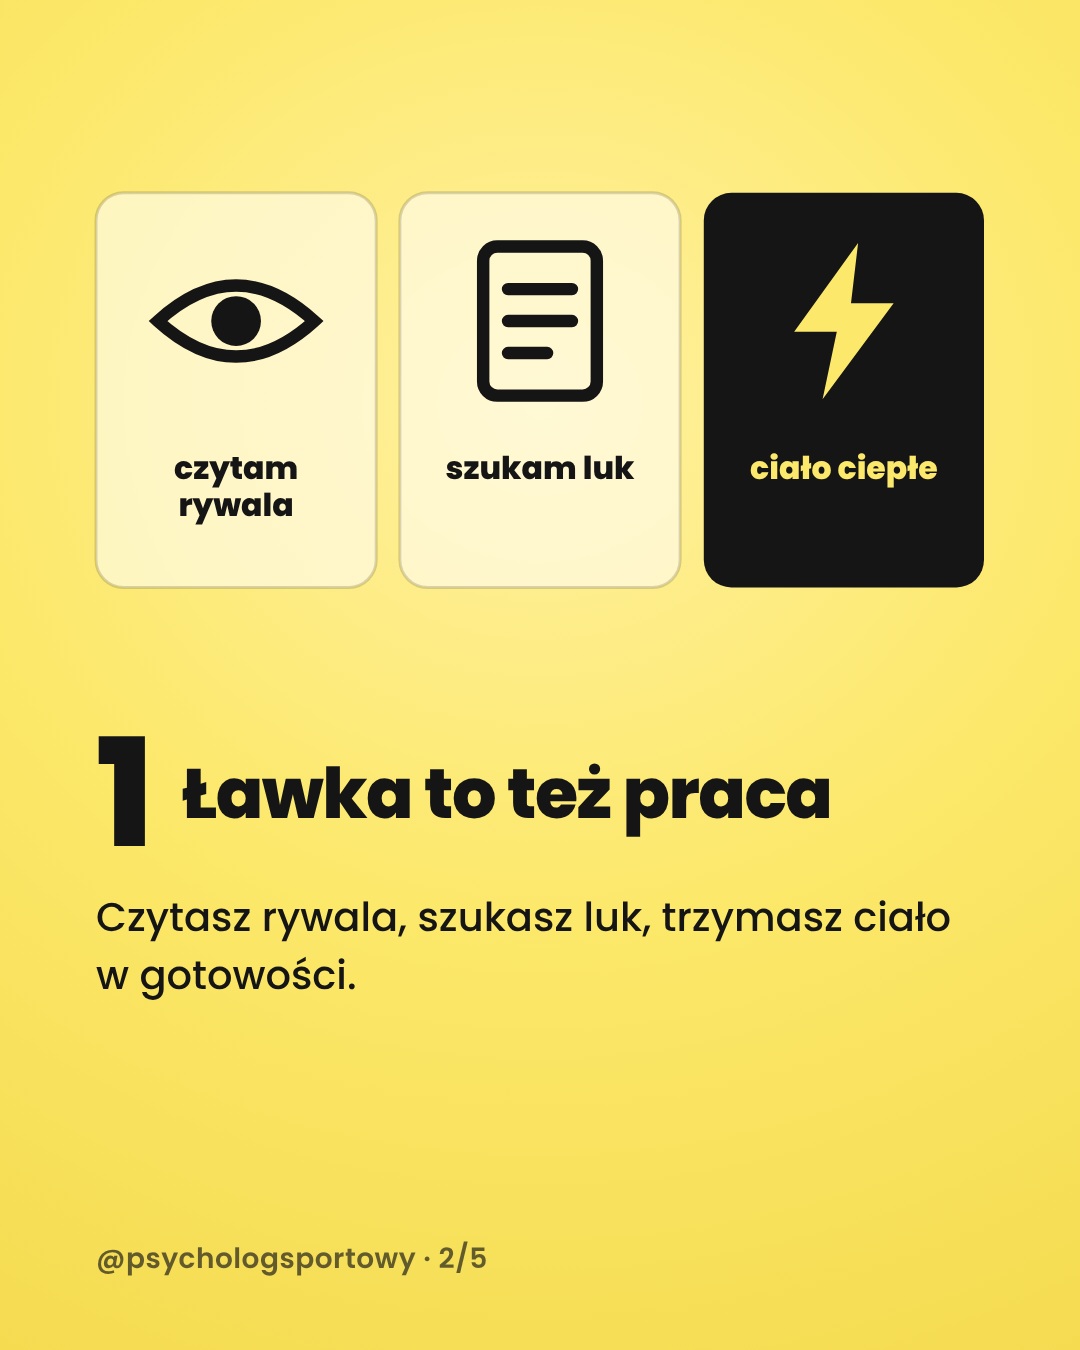 czytam
rywala
szukam luk
ciało ciepłe
1 Ławka to też praca
Czytasz rywala, szukasz luk, trzymasz ciało
w gotowości.
@psychologsportowy · 2/5